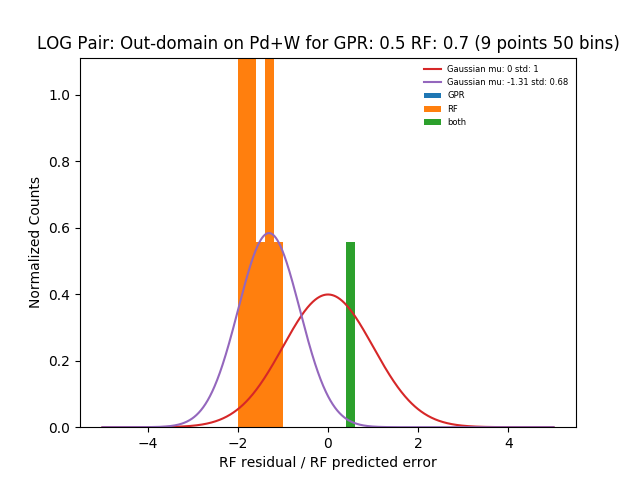 LOG Pair: Out-domain on Pd+W for GPR: 0.5 RF: 0.7 (9 points 50 bins)
Gaussian mu: 0 std: 1
Gaussian mu: -1.31 std: 0.68
GPR
RF
both
Normalized Counts
1.0
0.8
0.6
0.4
0.2
0.0
−4
−2
0
2
4
RF residual / RF predicted error